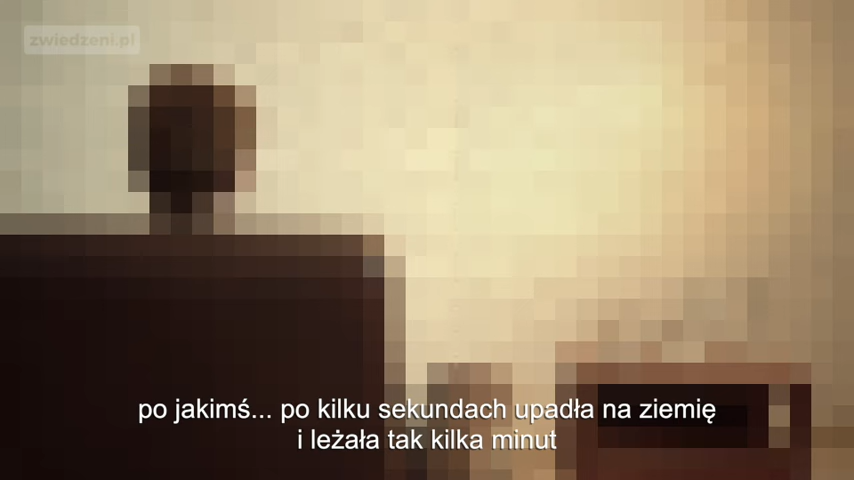 zwiedzeni.pl
po jakimś... po kilku sekundach upadła na ziemię
i leżała tak kilka minut